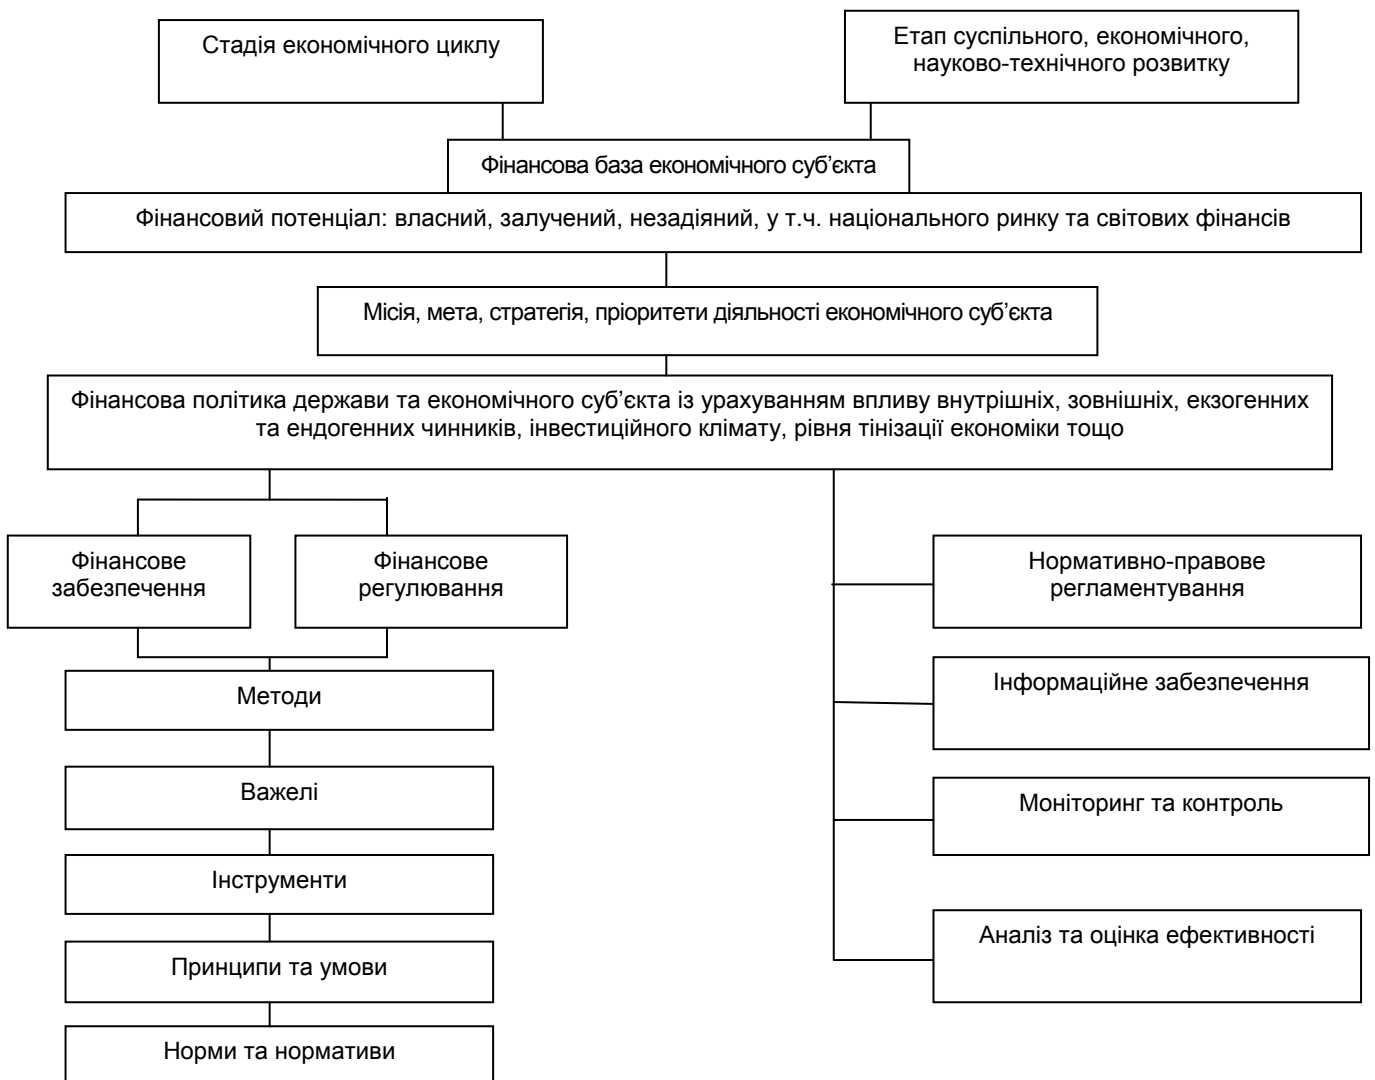 Стадія економічного циклу
Етап суспільного, економічного,
науково-технічного розвитку
Фінансова база економічного суб’єкта
Фінансовий потенціал: власний, залучений, незадіяний, у т.ч. національного ринку та світових фінансів
Місія, мета, стратегія, пріоритети діяльності економічного суб’єкта
Фінансова політика держави та економічного суб’єкта із урахуванням впливу внутрішніх, зовнішніх, екзогенних
та ендогенних чинників, інвестиційного клімату, рівня тінізації економіки тощо
Фінансове
забезпечення
Фінансове
регулювання
Методи
Важелі
Інструменти
Принципи та умови
Норми та нормативи
Нормативно-правове
регламентування
Інформаційне забезпечення
Моніторинг та контроль
Аналіз та оцінка ефективності